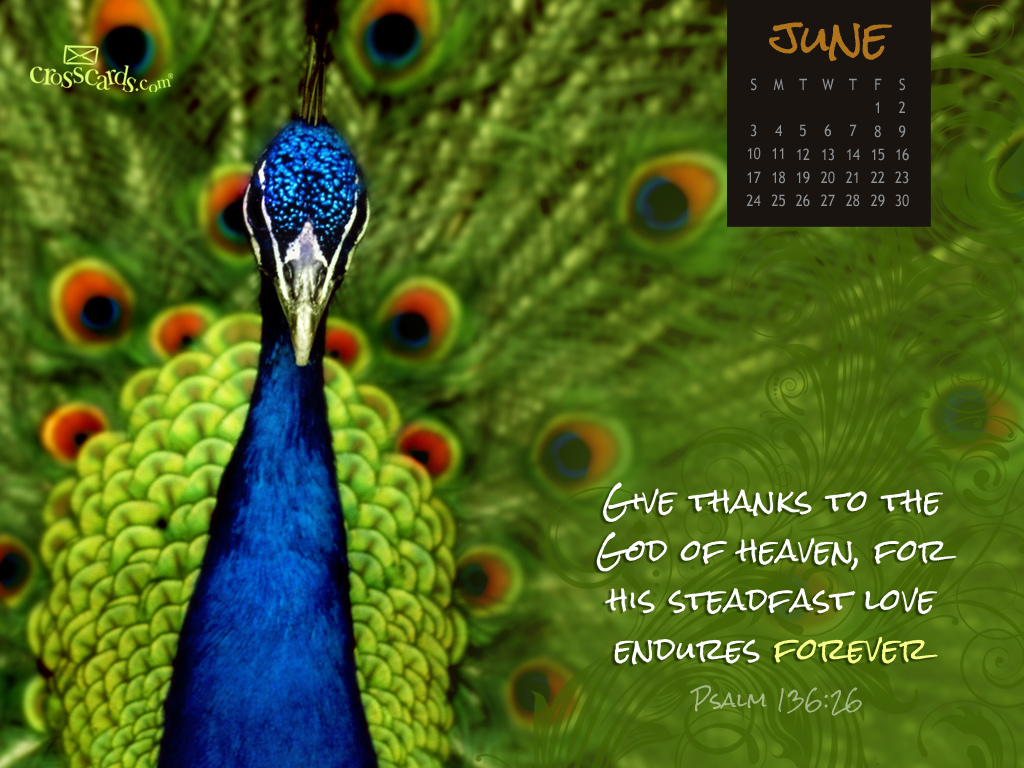 crosscards.com®
JUNE
S M T W T F S
1 2
3 4 5 6 7 8 9
10 11 12 13 14 15 16
17 18 19 20 21 22 23
24 25 26 27 28 29 30
Give thanks to the
God of heaven, for
his steadfast love
endures forever
Psalm 136:26